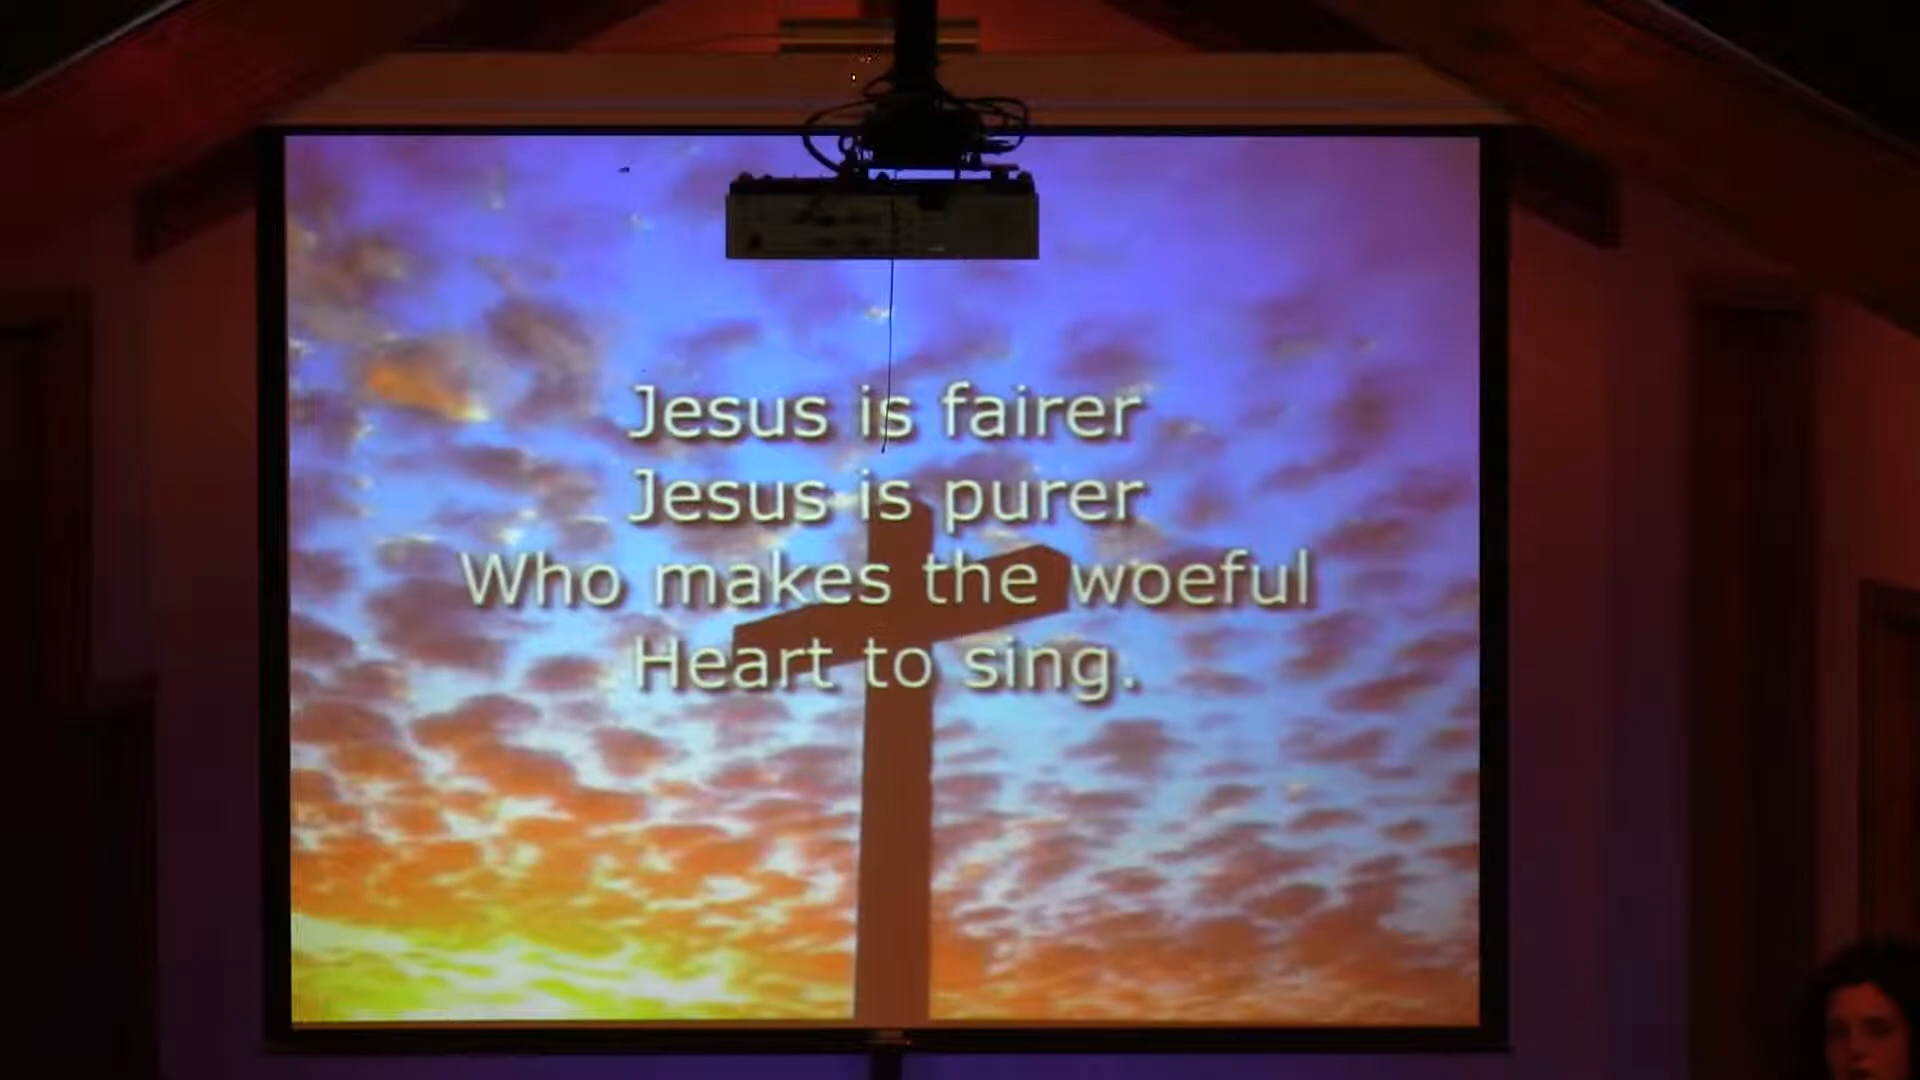 Jesus is fairer
Jesus is purer
Who makes the woeful
Heart to sing.